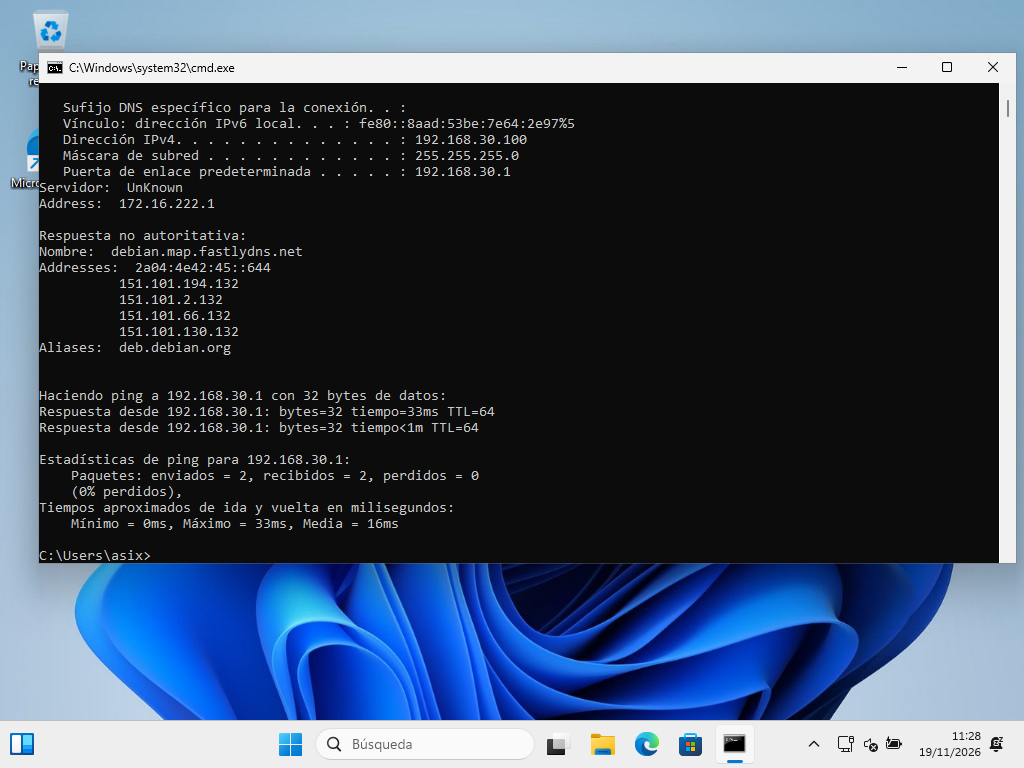 Pap
re
Micro
C:\Windows\system32\cmd.exe
Sufijo DNS específico para la conexión. . :
Vínculo: dirección IPv6 local. . . : fe80::8aad:53be:7e64:2e97%5
Dirección IPv4. . . . . . . . . . . . . . : 192.168.30.100
Máscara de subred . . . . . . . . . . . . : 255.255.255.0
Puerta de enlace predeterminada . . . . . : 192.168.30.1
Servidor:  UnKnown
Address:  172.16.222.1
Respuesta no autoritativa:
Nombre:  debian.map.fastlydns.net
Addresses:  2a04:4e42:45::644
151.101.194.132
151.101.2.132
151.101.66.132
151.101.130.132
Aliases:  deb.debian.org
Haciendo ping a 192.168.30.1 con 32 bytes de datos:
Respuesta desde 192.168.30.1: bytes=32 tiempo=33ms TTL=64
Respuesta desde 192.168.30.1: bytes=32 tiempo<1m TTL=64
Estadísticas de ping para 192.168.30.1:
Paquetes: enviados = 2, recibidos = 2, perdidos = 0
(0% perdidos),
Tiempos aproximados de ida y vuelta en milisegundos:
Mínimo = 0ms, Máximo = 33ms, Media = 16ms
C:\Users\asix>
Búsqueda
11:28
19/11/2026